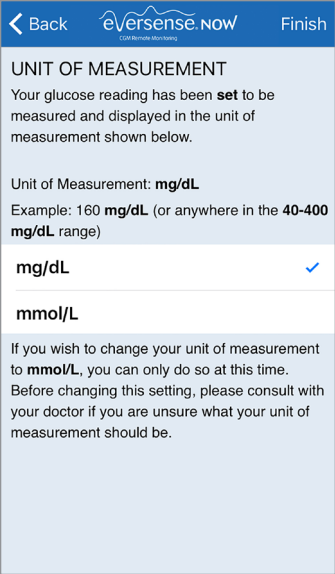 Back
eversense. NOW
CGM Remote Monitoring
Finish
UNIT OF MEASUREMENT
Your glucose reading has been set to be
measured and displayed in the unit of
measurement shown below.
Unit of Measurement: mg/dL
Example: 160 mg/dL (or anywhere in the 40-400
mg/dL range)
mg/dL
mmol/L
If you wish to change your unit of measurement
to mmol/L, you can only do so at this time.
Before changing this setting, please consult with
your doctor if you are unsure what your unit of
measurement should be.